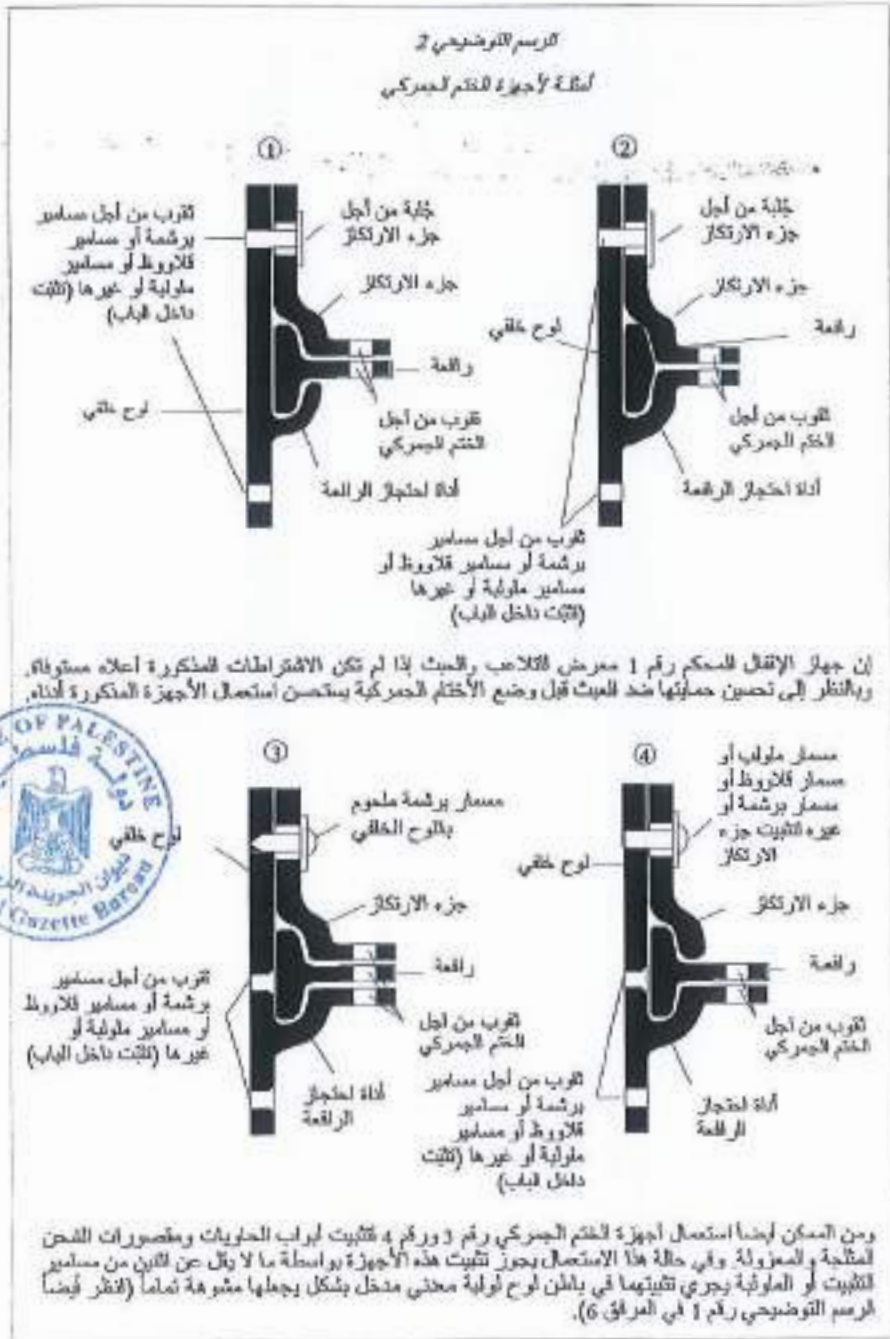 الرسم التوضيحي 2
أمثلة لأجهزة الختم الجمركي
①
ثقوب من أجل مسامير
برشمة أو مسامير
قلاووظ أو مسامير
ملولبة أو غيرها (تثبت
داخل الباب)
جُلبة من أجل
جزء الارتكاز
جزء الارتكاز
رافعة
لوح خلفي
ثقوب من أجل
الختم الجمركي
أداة احتجاز الرافعة
②
جُلبة من أجل
جزء الارتكاز
جزء الارتكاز
لوح خلفي
رافعة
ثقوب من أجل
الختم الجمركي
أداة احتجاز الرافعة
ثقوب من أجل مسامير
برشمة أو مسامير قلاووظ أو
مسامير ملولبة أو غيرها
(تثبت داخل الباب)
إن جهاز الإقفال المحكم رقم 1 معرض للتلاعب والعبث إذا لم تكن الاشتراطات المذكورة أعلاه مستوفاة.
وبالنظر إلى تحسين حمايتها ضد العبث قبل وضع الأختام الجمركية يستحسن استعمال الأجهزة المذكورة أدناه.
③
مسمار برشمة ملحوم
باللوح الخلفي
لوح خلفي
جزء الارتكاز
رافعة
ثقوب من أجل مسامير
برشمة أو مسامير قلاووظ
أو مسامير ملولبة أو
غيرها (تثبت داخل الباب)
ثقوب من أجل
الختم الجمركي
أداة احتجاز
الرافعة
④
مسمار ملولب أو
مسمار قلاووظ أو
مسمار برشمة أو
غيره لتثبيت جزء
الارتكاز
لوح خلفي
جزء الارتكاز
رافعة
ثقوب من أجل
الختم الجمركي
ثقوب من أجل مسامير
برشمة أو مسامير
قلاووظ أو مسامير
ملولبة أو غيرها (تثبت
داخل الباب)
أداة احتجاز
الرافعة
ومن الممكن أيضا استعمال أجهزة الختم الجمركي رقم 3 ورقم 4 لتثبيت أبواب الحاويات ومقصورات الشحن
المثلجة والمعزولة. وفي حالة هذا الاستعمال يجوز تثبيت هذه الأجهزة بواسطة ما لا يقل عن اثنين من مسامير
التثبيت أو الملولبة يجري تثبيتهما في باطن لوح لولبية معدني مدخل بشكل يجعلها مشوهة تماما (انظر أيضا
الرسم التوضيحي رقم 1 في المرفق 6).
OF PALESTINE
دولة فلسطين
ديوان الجريدة
Gazette Bureau